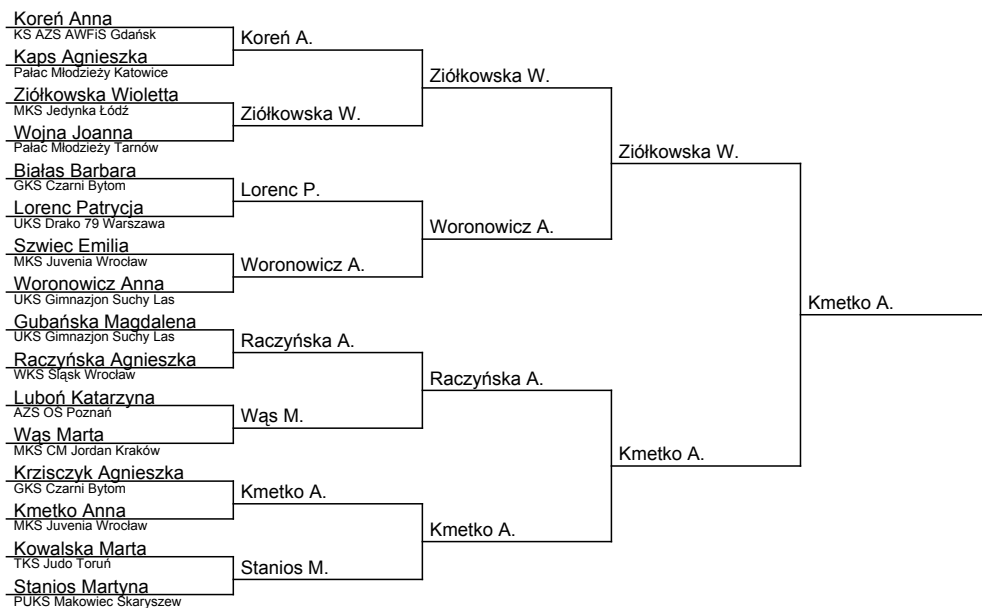 Koreń Anna
KS AZS AWFiS Gdańsk
Kaps Agnieszka
Pałac Młodzieży Katowice
Ziółkowska Wioletta
MKS Jedynka Łódź
Wojna Joanna
Pałac Młodzieży Tarnów
Białas Barbara
GKS Czarni Bytom
Lorenc Patrycja
UKS Drako 79 Warszawa
Szwiec Emilia
MKS Juvenia Wrocław
Woronowicz Anna
UKS Gimnazjon Suchy Las
Gubańska Magdalena
UKS Gimnazjon Suchy Las
Raczyńska Agnieszka
WKS Śląsk Wrocław
Luboń Katarzyna
AZS OŚ Poznań
Wąs Marta
MKS CM Jordan Kraków
Krzisczyk Agnieszka
GKS Czarni Bytom
Kmetko Anna
MKS Juvenia Wrocław
Kowalska Marta
TKS Judo Toruń
Stanios Martyna
PUKS Makowiec Skaryszew
Koreń A.
Ziółkowska W.
Lorenc P.
Woronowicz A.
Raczyńska A.
Wąs M.
Kmetko A.
Stanios M.
Ziółkowska W.
Woronowicz A.
Raczyńska A.
Kmetko A.
Ziółkowska W.
Kmetko A.
Kmetko A.